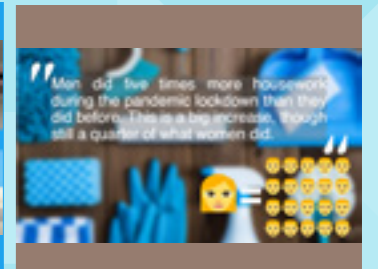 "Men did five times more housework
during the pandemic lockdown than they
did before. This is a big increase, though
still a quarter of what women did.
"
=